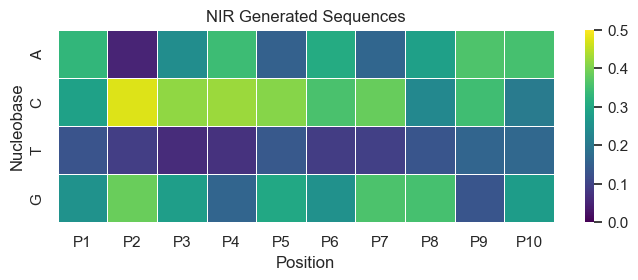 NIR Generated Sequences
Nucleobase
A
C
T
G
P1 P2 P3 P4 P5 P6 P7 P8 P9 P10
Position
0.5
0.4
0.3
0.2
0.1
0.0